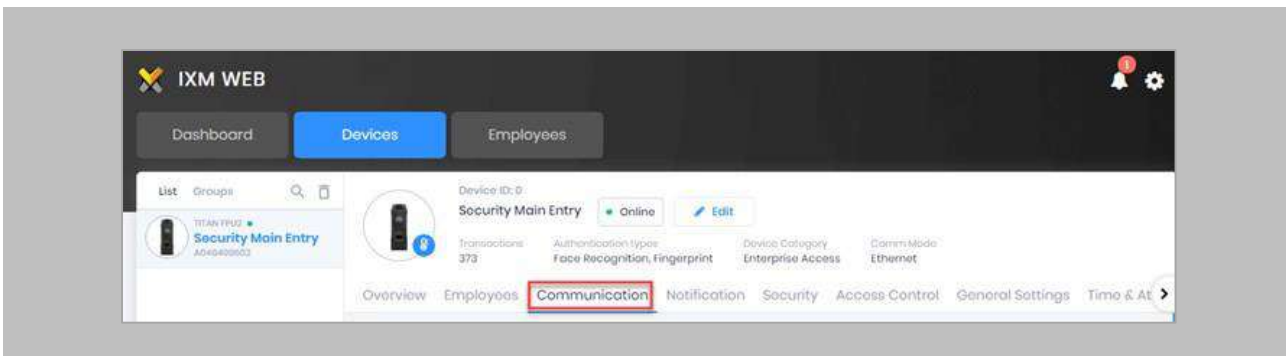 IXM WEB
1
Dashboard Devices Employees
List Groups
TITAN FPU2
Security Main Entry
Device ID: 0
Security Main Entry Online Edit
Transactions Authentication types Device Category Comm Mode
373 Face Recognition, Fingerprint Enterprise Access Ethernet
Overview Employees Communication Notification Security Access Control General Settings Time & At